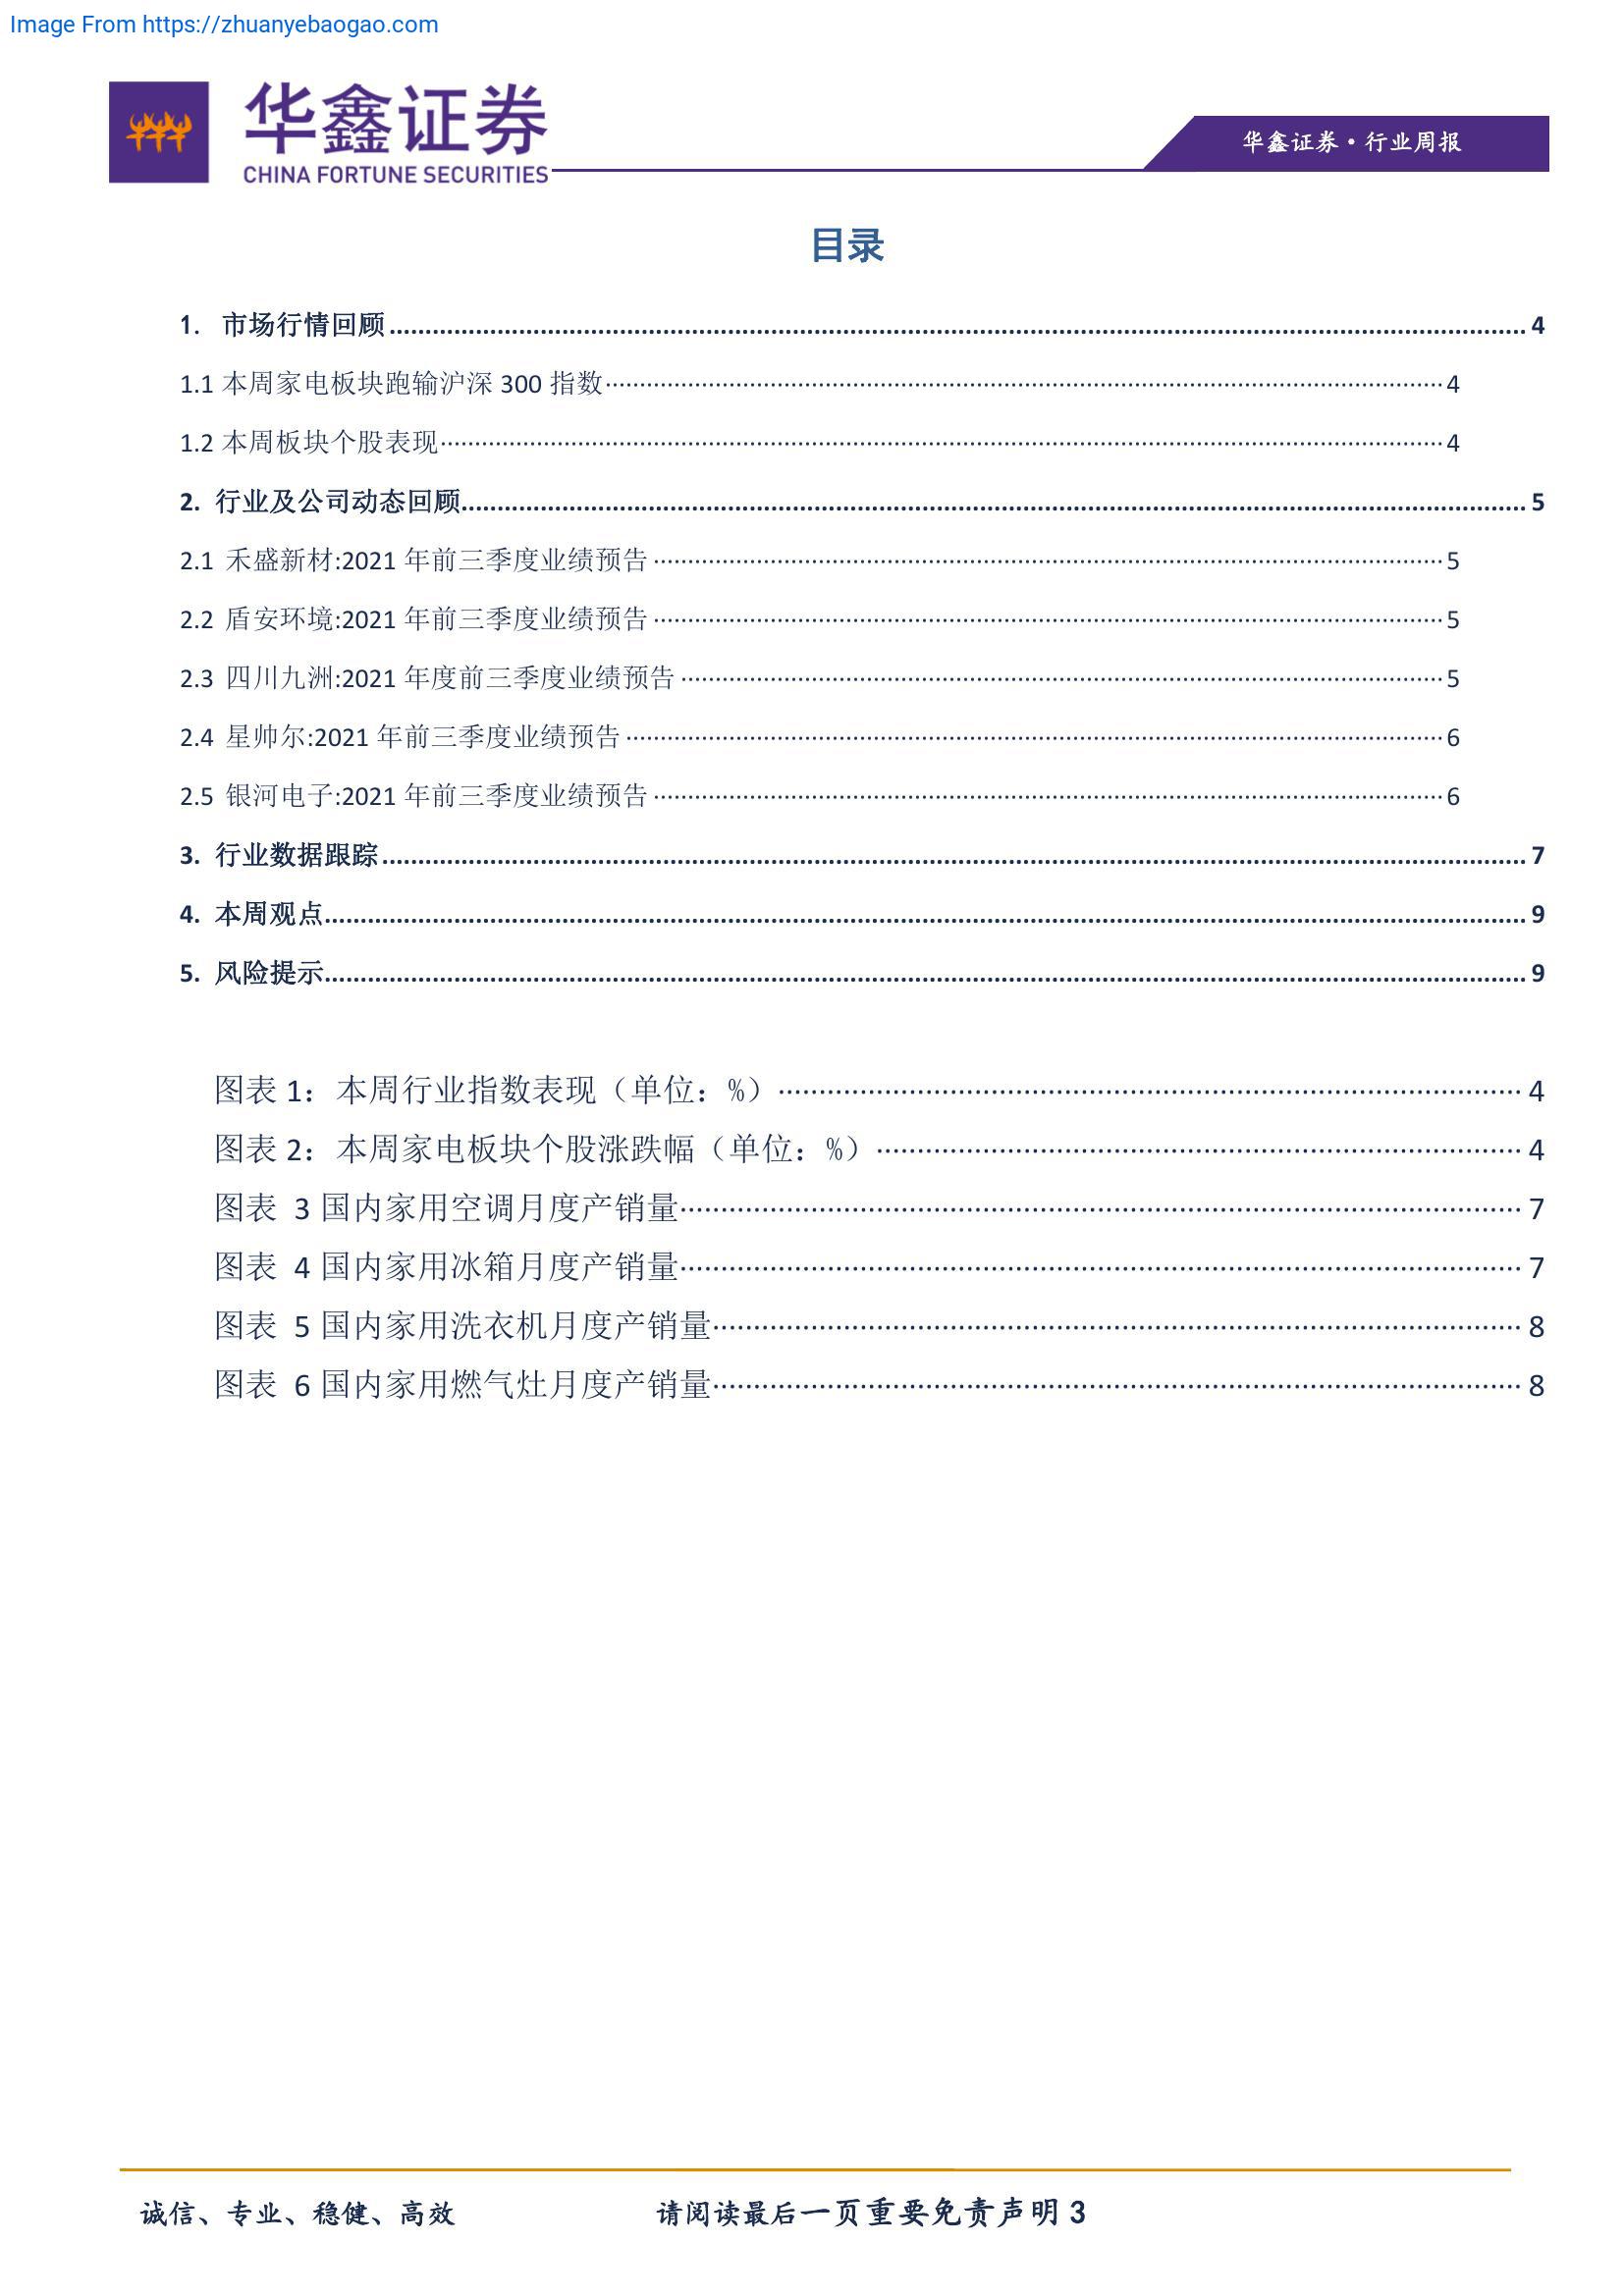 Image From https://zhuanyebaogao.com
华鑫证券
CHINA FORTUNE SECURITIES
华鑫证券·行业周报
目录
1. 市场行情回顾 4
1.1 本周家电板块跑输沪深 300 指数 4
1.2 本周板块个股表现 4
2. 行业及公司动态回顾 5
2.1 禾盛新材:2021 年前三季度业绩预告 5
2.2 盾安环境:2021 年前三季度业绩预告 5
2.3 四川九洲:2021 年度前三季度业绩预告 5
2.4 星帅尔:2021 年前三季度业绩预告 6
2.5 银河电子:2021 年前三季度业绩预告 6
3. 行业数据跟踪 7
4. 本周观点 9
5. 风险提示 9
图表 1：本周行业指数表现（单位：%） 4
图表 2：本周家电板块个股涨跌幅（单位：%） 4
图表 3 国内家用空调月度产销量 7
图表 4 国内家用冰箱月度产销量 7
图表 5 国内家用洗衣机月度产销量 8
图表 6 国内家用燃气灶月度产销量 8
诚信、专业、稳健、高效 请阅读最后一页重要免责声明 3